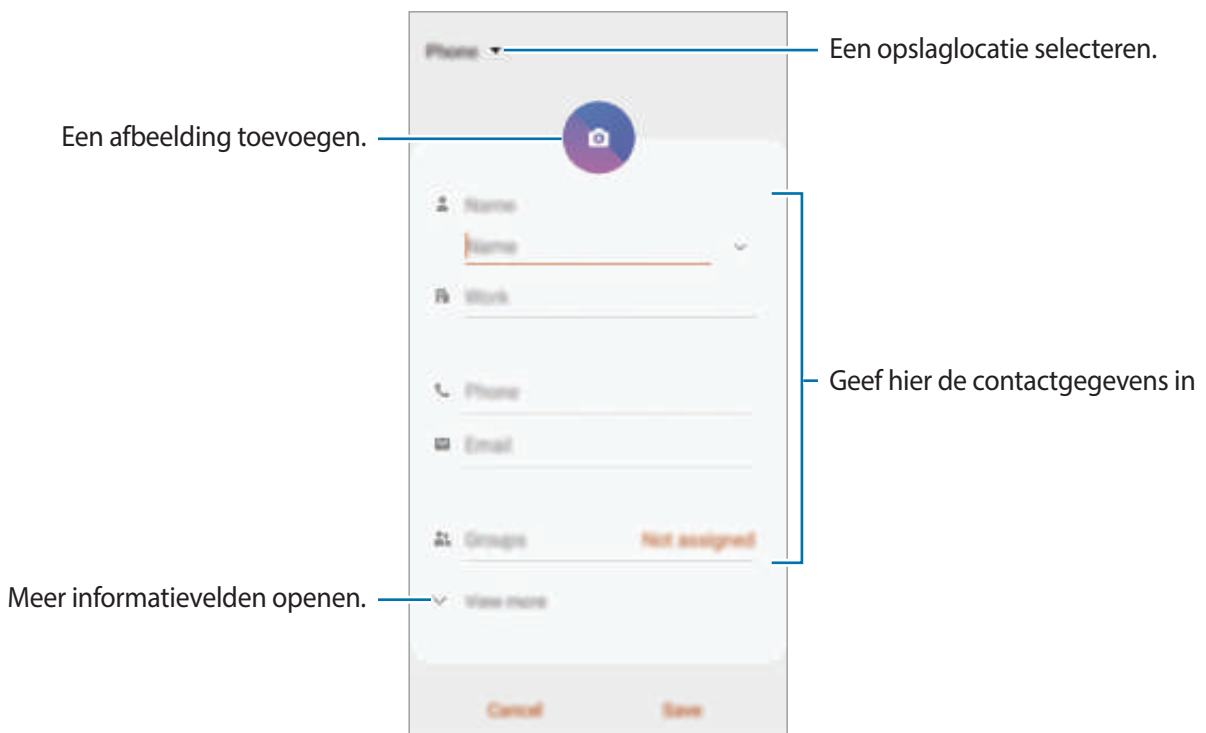 Phone
Een opslaglocatie selecteren.
Een afbeelding toevoegen.
Name
Name
Work
Phone
Geef hier de contactgegevens in
Email
Groups Not assigned
Meer informatievelden openen.
View more
Cancel Save